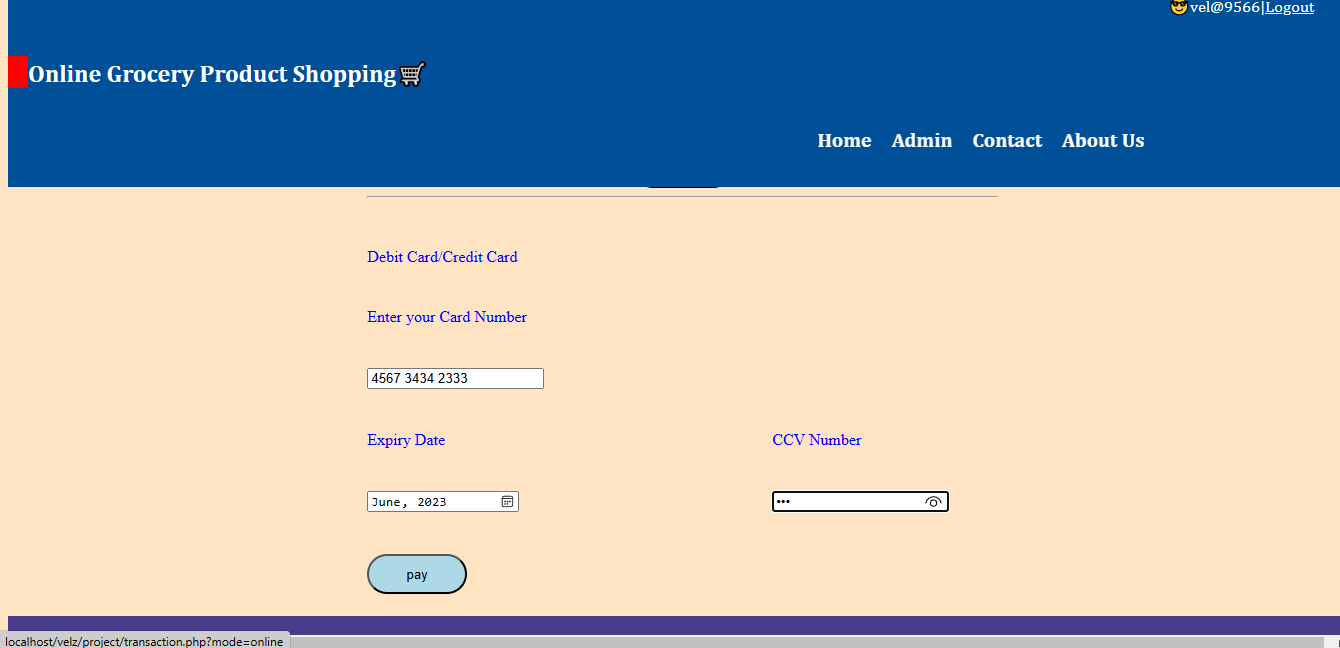 😎vel@9566|Logout
Online Grocery Product Shopping🛒
Home Admin Contact About Us
Debit Card/Credit Card
Enter your Card Number
4567 3434 2333
Expiry Date CCV Number
June, 2023 •••
pay
localhost/velz/project/transaction.php?mode=online